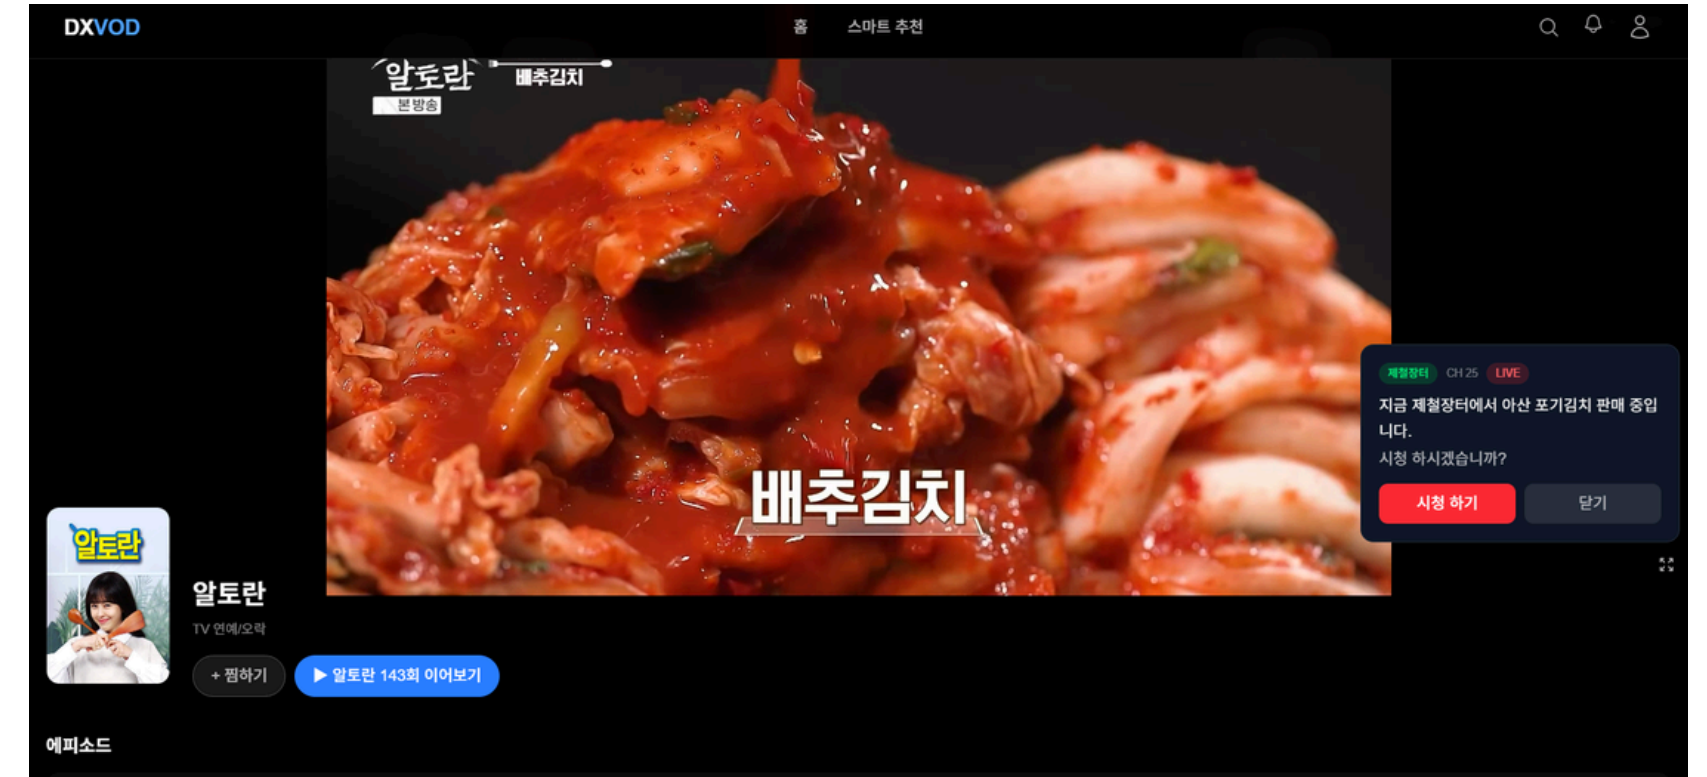 DXVOD
홈
스마트 추천
알토란
배추김치
본방송
배추김치
제철장터
CH 25
LIVE
지금 제철장터에서 아산 포기김치 판매 중입
니다.
시청 하시겠습니까?
시청 하기
닫기
알토란
알토란
TV 연예/오락
+ 찜하기
▶ 알토란 143회 이어보기
에피소드